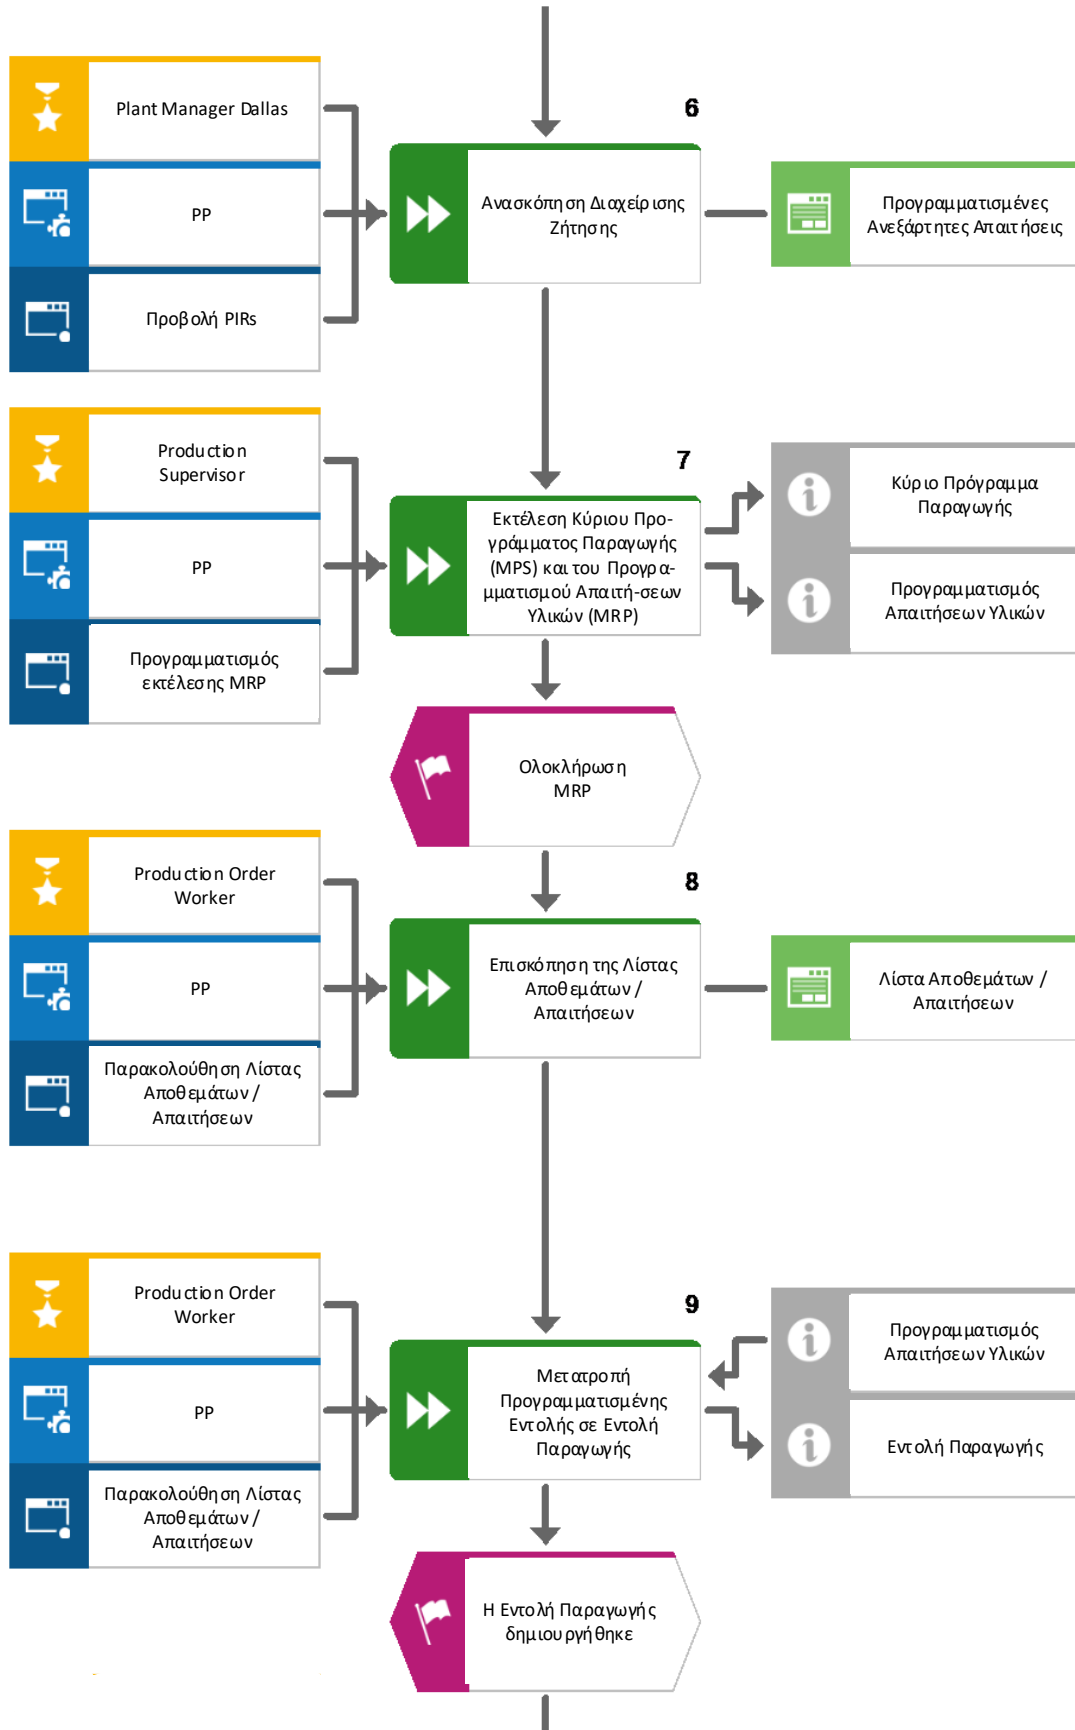 Plant Manager Dallas
PP
Προβολή PIRs
6
Ανασκόπηση Διαχείρισης
Ζήτησης
Προγραμματισμένες
Ανεξάρτητες Απαιτήσεις
Production
Supervisor
PP
Προγραμματισμός
εκτέλεσης MRP
7
Εκτέλεση Κύριου Προ-
γράμματος Παραγωγής
(MPS) και του Προγρα-
μματισμού Απαιτή-σεων
Υλικών (MRP)
Κύριο Πρόγραμμα
Παραγωγής
Προγραμματισμός
Απαιτήσεων Υλικών
Ολοκλήρωση
MRP
Production Order
Worker
PP
Παρακολούθηση Λίστας
Αποθεμάτων /
Απαιτήσεων
8
Επισκόπηση της Λίστας
Αποθεμάτων /
Απαιτήσεων
Λίστα Αποθεμάτων /
Απαιτήσεων
Production Order
Worker
PP
Παρακολούθηση Λίστας
Αποθεμάτων /
Απαιτήσεων
9
Μετατροπή
Προγραμματισμένης
Εντολής σε Εντολή
Παραγωγής
Προγραμματισμός
Απαιτήσεων Υλικών
Εντολή Παραγωγής
Η Εντολή Παραγωγής
δημιουργήθηκε